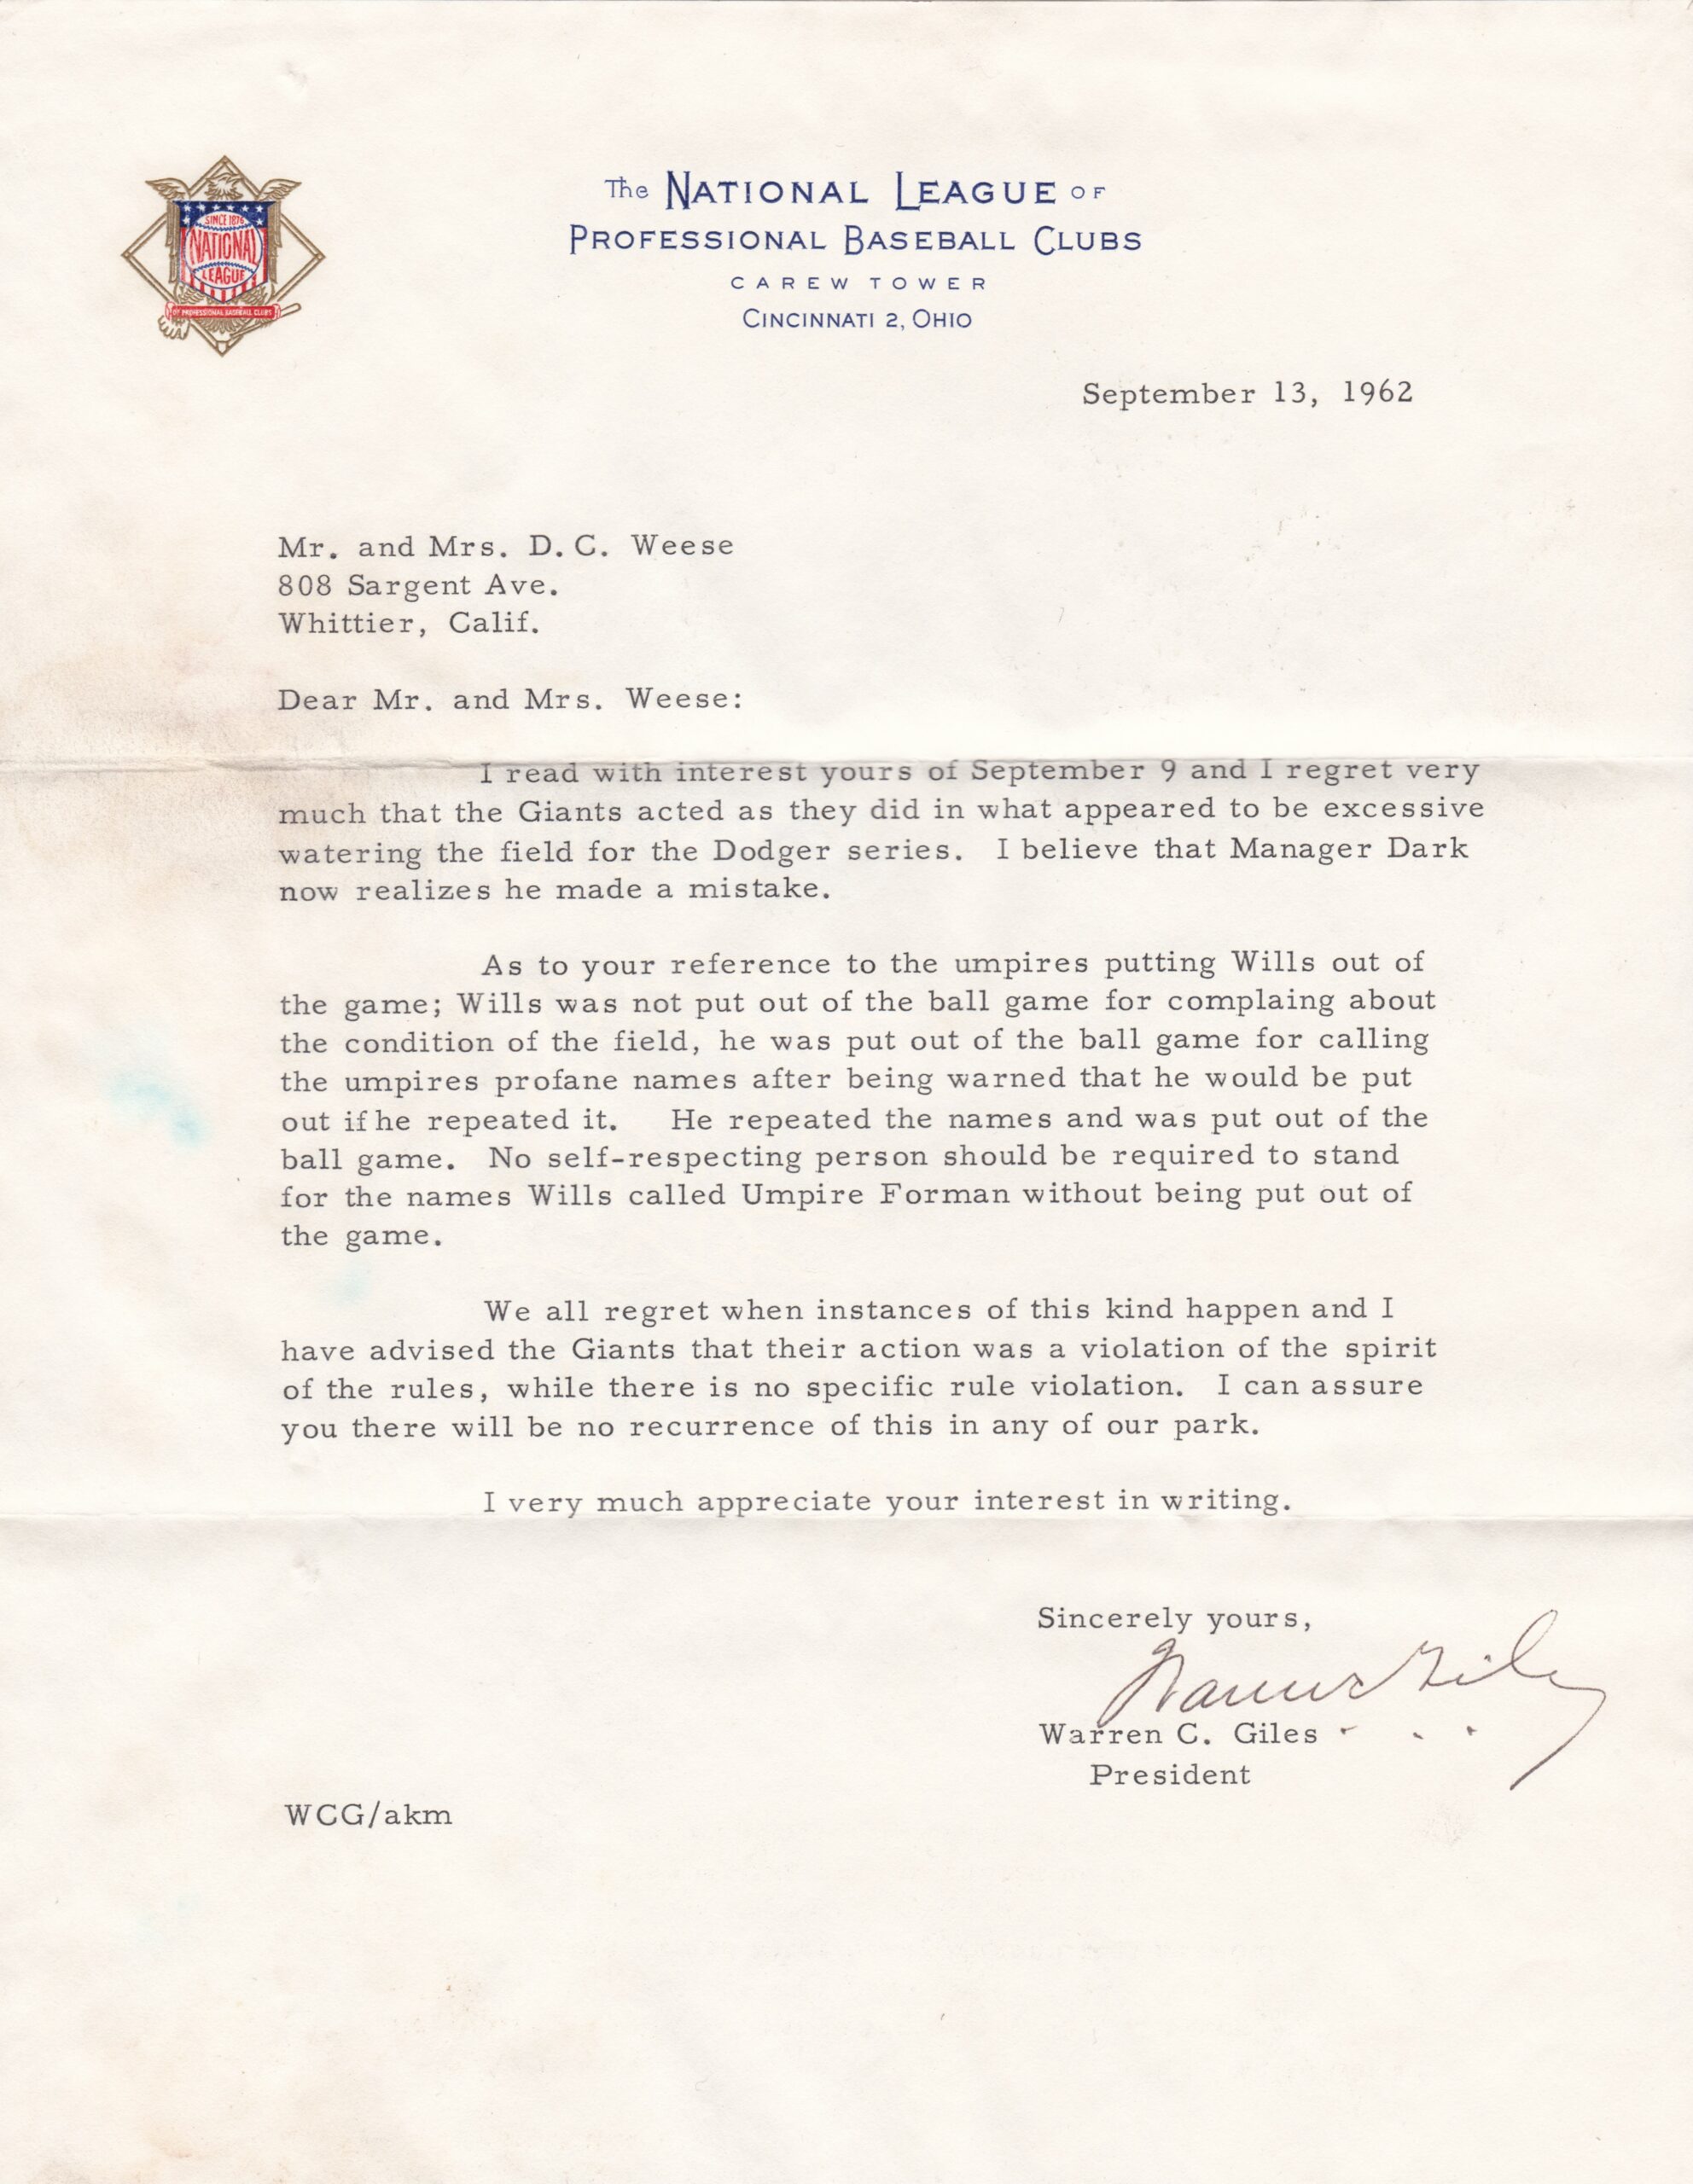 SINCE 1876
NATIONAL
LEAGUE
OF PROFESSIONAL BASEBALL CLUBS
The NATIONAL LEAGUE OF
PROFESSIONAL BASEBALL CLUBS
CAREW TOWER
CINCINNATI 2, OHIO
September 13, 1962
Mr. and Mrs. D. C. Weese
808 Sargent Ave.
Whittier, Calif.
Dear Mr. and Mrs. Weese:
I read with interest yours of September 9 and I regret very
much that the Giants acted as they did in what appeared to be excessive
watering the field for the Dodger series. I believe that Manager Dark
now realizes he made a mistake.
As to your reference to the umpires putting Wills out of
the game; Wills was not put out of the ball game for complaing about
the condition of the field, he was put out of the ball game for calling
the umpires profane names after being warned that he would be put
out if he repeated it. He repeated the names and was put out of the
ball game. No self-respecting person should be required to stand
for the names Wills called Umpire Forman without being put out of
the game.
We all regret when instances of this kind happen and I
have advised the Giants that their action was a violation of the spirit
of the rules, while there is no specific rule violation. I can assure
you there will be no recurrence of this in any of our park.
I very much appreciate your interest in writing.
Sincerely yours,
Warren Giles
Warren C. Giles
President
WCG/akm